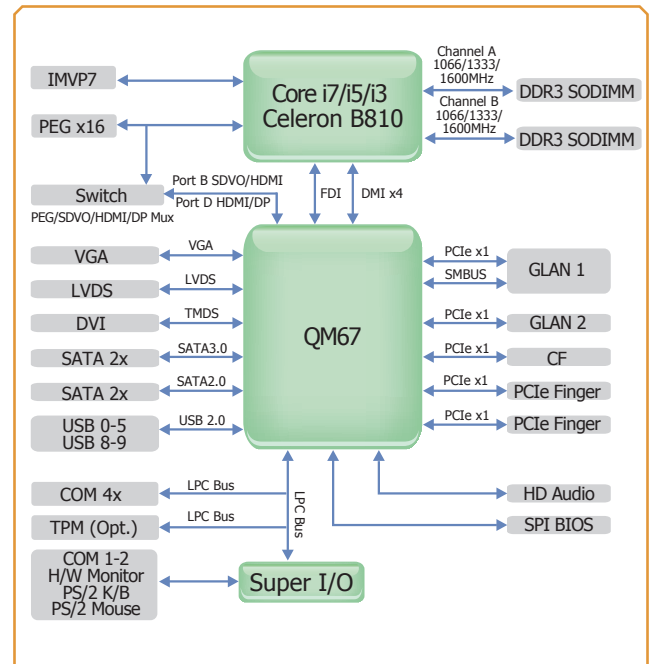 IMVP7
PEG x16
Core i7/i5/i3
Celeron B810
Channel A
1066/1333/
1600MHz
DDR3 SODIMM
Channel B
1066/1333/
1600MHz
DDR3 SODIMM
Switch
PEG/SDVO/HDMI/DP Mux
Port B SDVO/HDMI
Port D HDMI/DP
FDI
DMI x4
QM67
VGA
VGA
LVDS
LVDS
DVI
TMDS
SATA 2x
SATA3.0
SATA 2x
SATA2.0
USB 0-5
USB 8-9
USB 2.0
PCIe x1
SMBUS
GLAN 1
PCIe x1
GLAN 2
PCIe x1
CF
PCIe x1
PCIe Finger
PCIe x1
PCIe Finger
COM 4x
LPC Bus
TPM (Opt.)
LPC Bus
LPC Bus
HD Audio
SPI BIOS
COM 1-2
H/W Monitor
PS/2 K/B
PS/2 Mouse
Super I/O